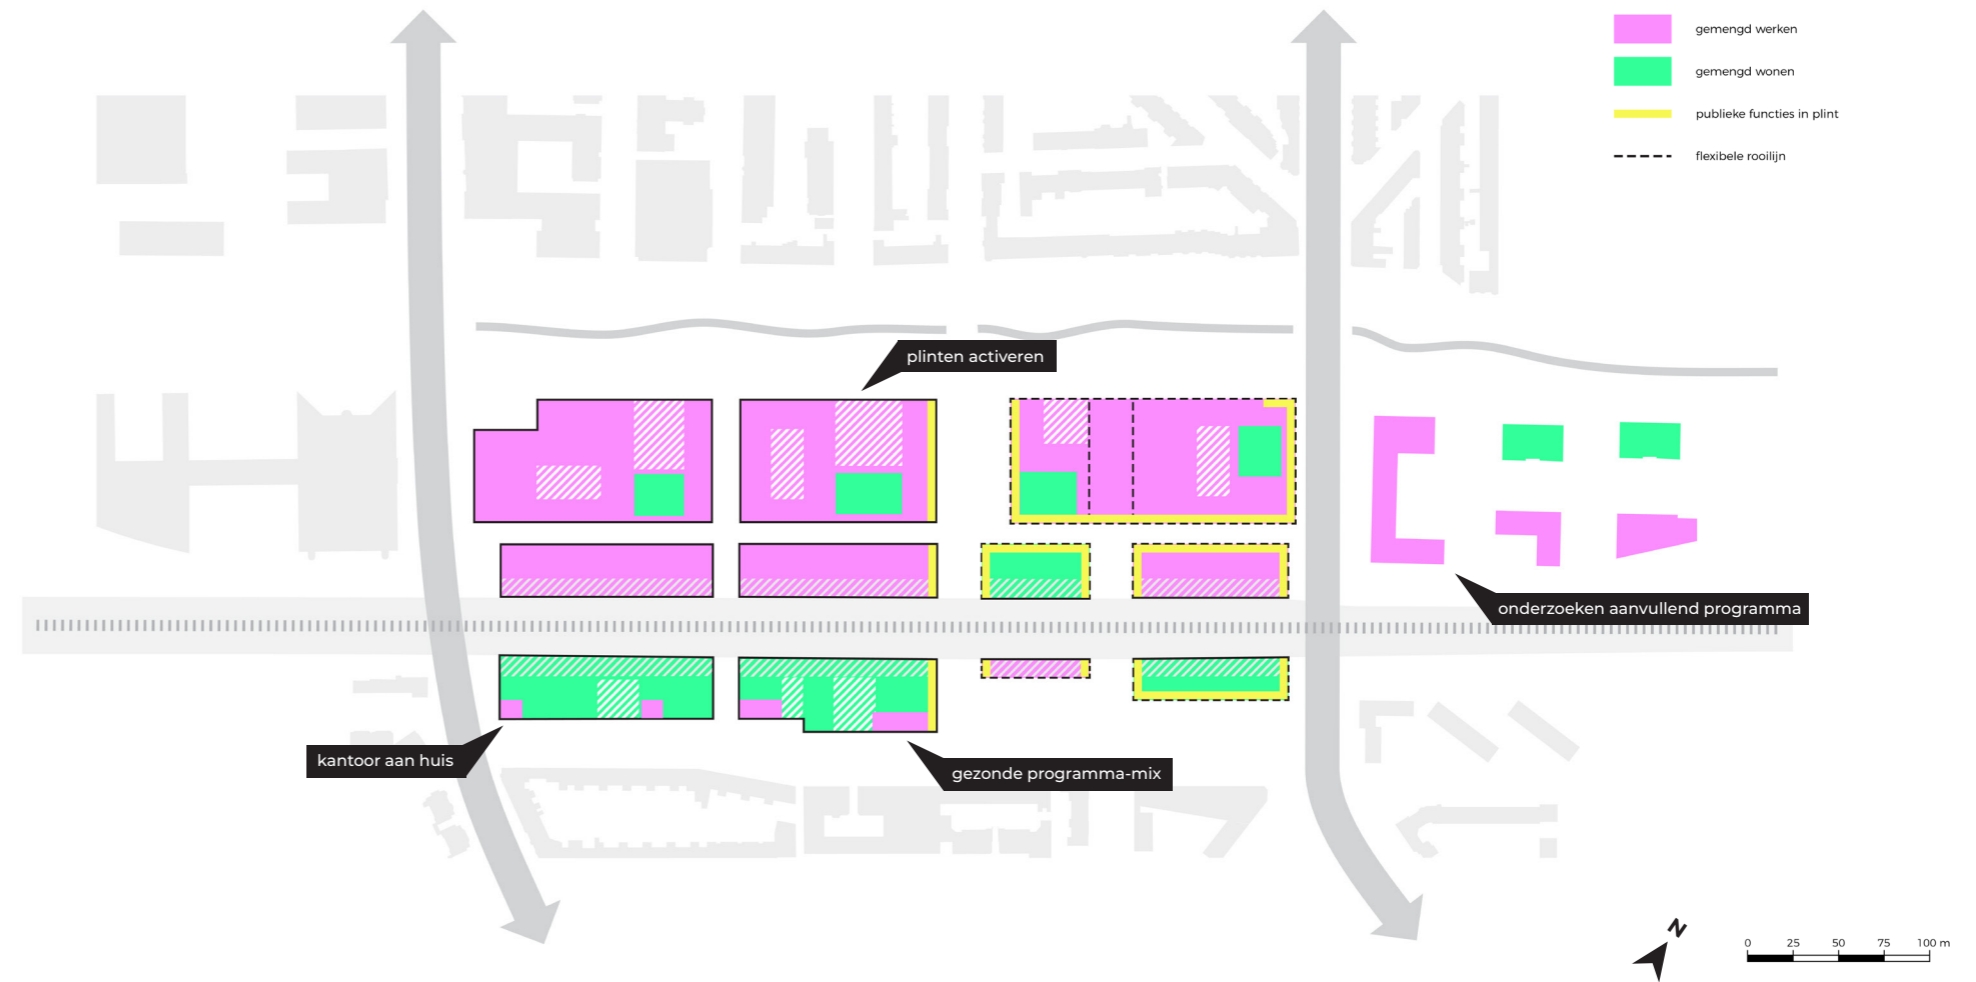 gemengd werken
gemengd wonen
publieke functies in plint
flexibele rooilijn
plinten activeren
onderzoeken aanvullend programma
kantoor aan huis
gezonde programma-mix
N
0 25 50 75 100 m